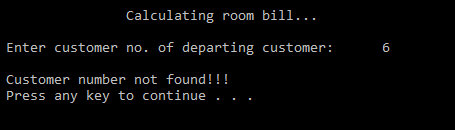 Calculating room bill...
Enter customer no. of departing customer: 6
Customer number not found!!!
Press any key to continue . . .